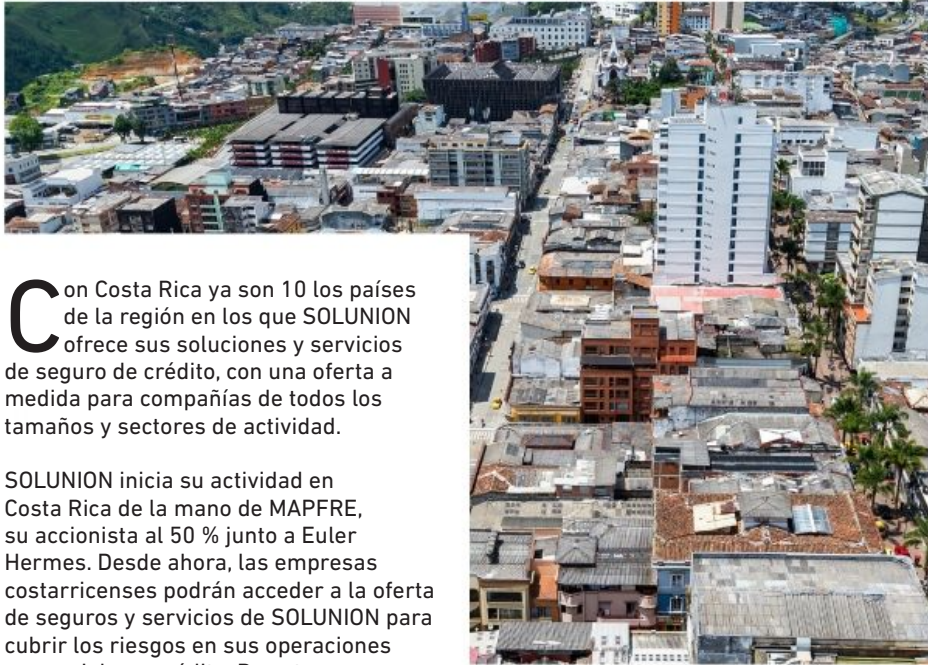 Con Costa Rica ya son 10 los países
de la región en los que SOLUNION
ofrece sus soluciones y servicios
de seguro de crédito, con una oferta a
medida para compañías de todos los
tamaños y sectores de actividad.
SOLUNION inicia su actividad en
Costa Rica de la mano de MAPFRE,
su accionista al 50 % junto a Euler
Hermes. Desde ahora, las empresas
costarricenses podrán acceder a la oferta
de seguros y servicios de SOLUNION para
cubrir los riesgos en sus operaciones